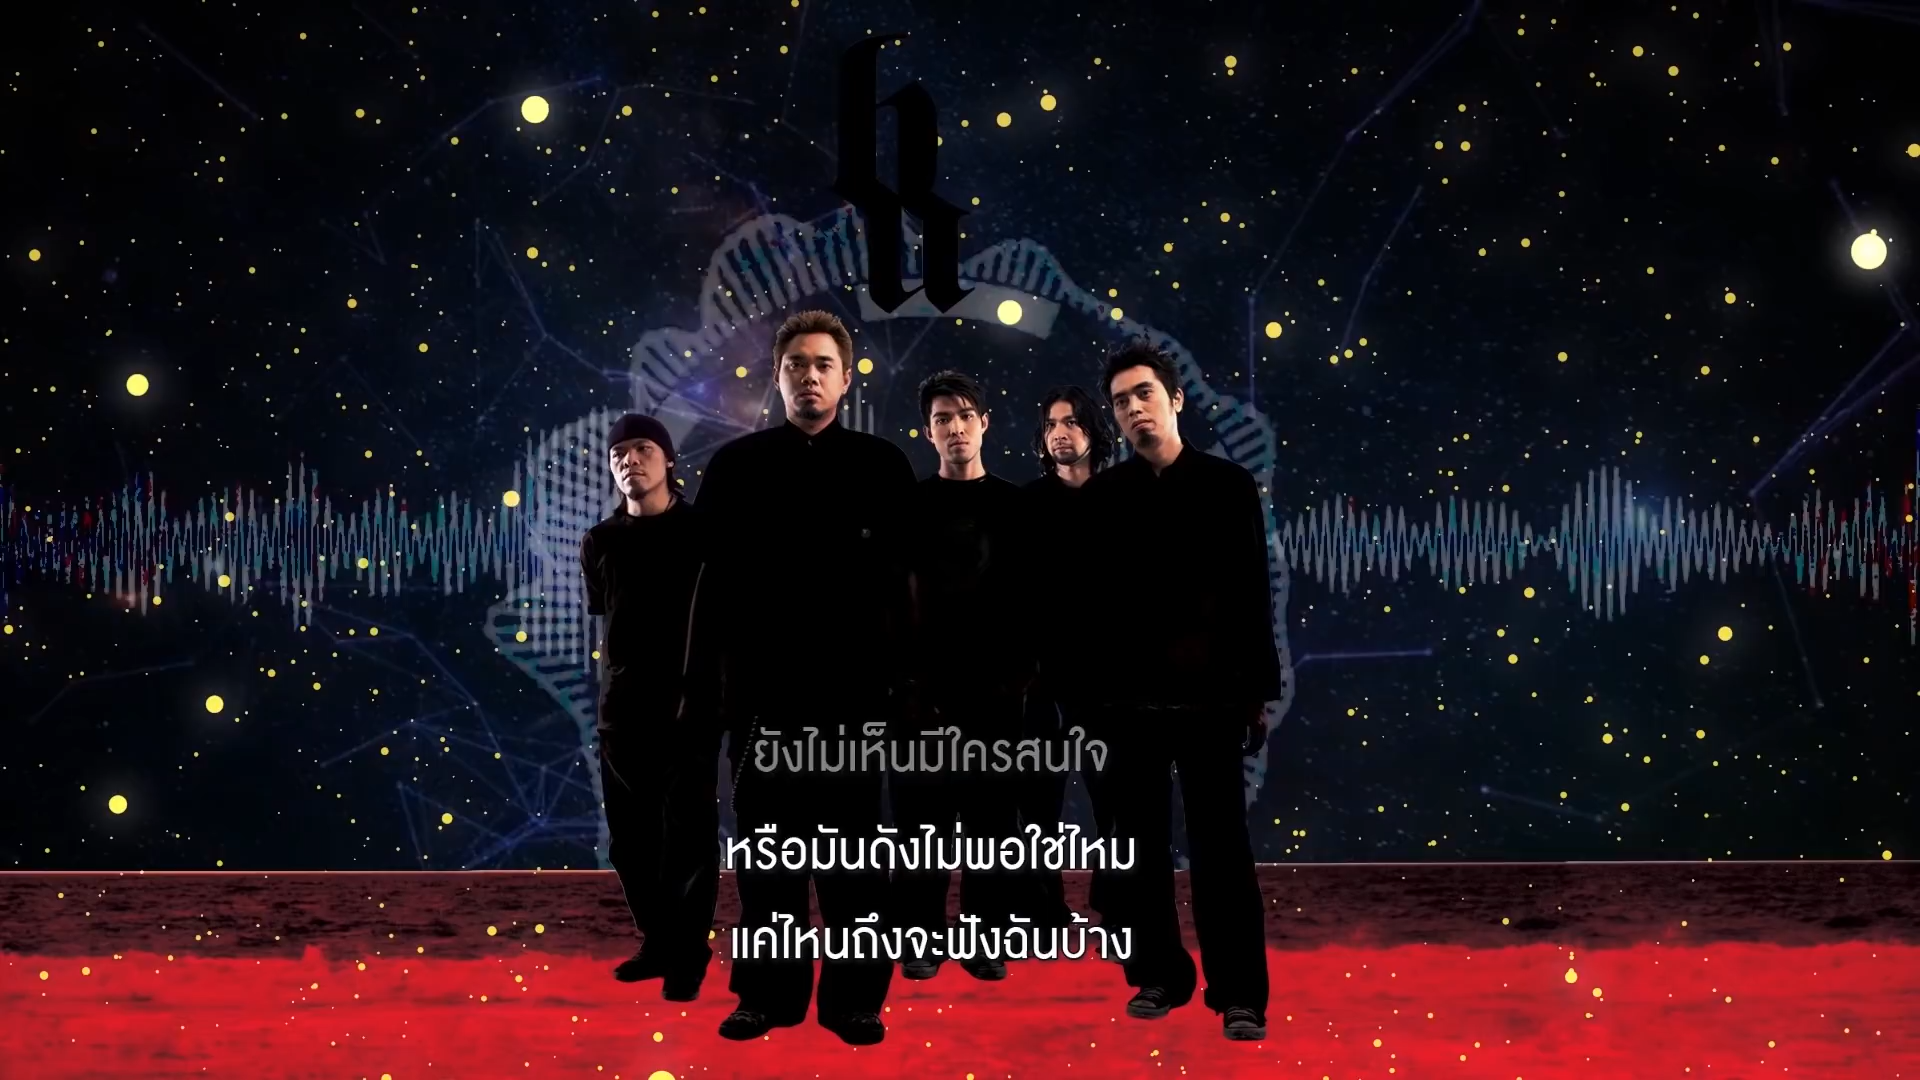 ยังไม่เห็นมีใครสนใจ
หรือมันดังไม่พอใช่ไหม
แค่ไหนถึงจะฟังฉันบ้าง